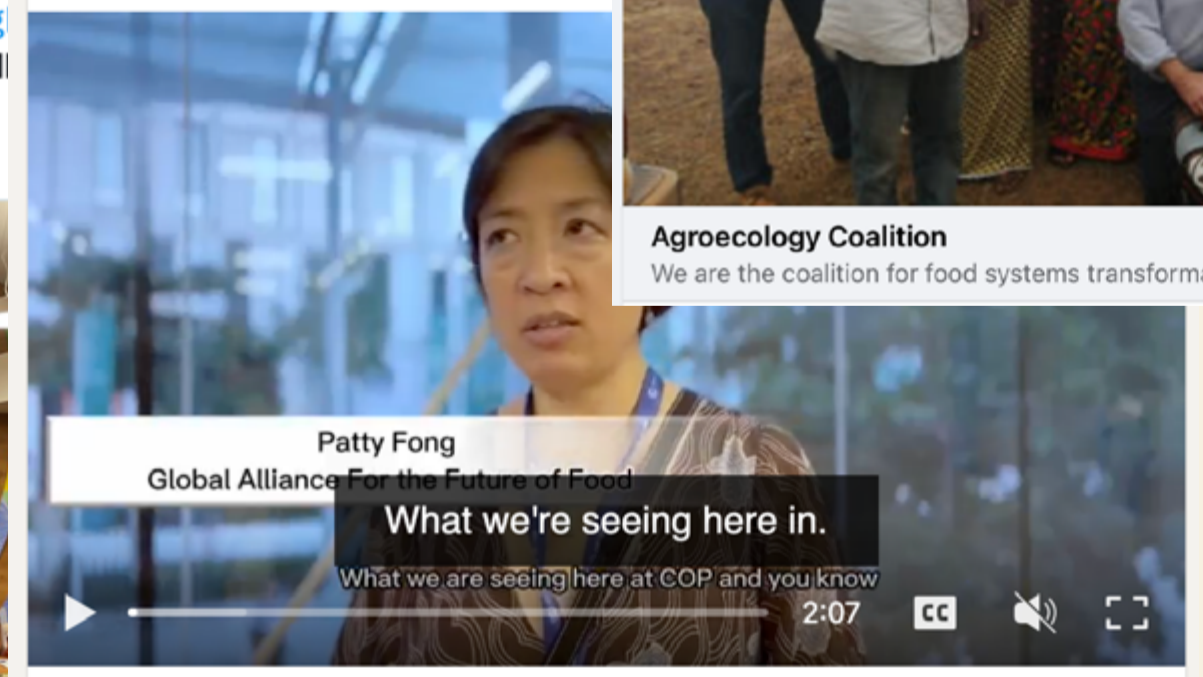 Agroecology Coalition
We are the coalition for food systems
Patty Fong
Global Alliance For the Future of Food
What we're seeing here in.
What we are seeing here at COP and you know
2:07
CC